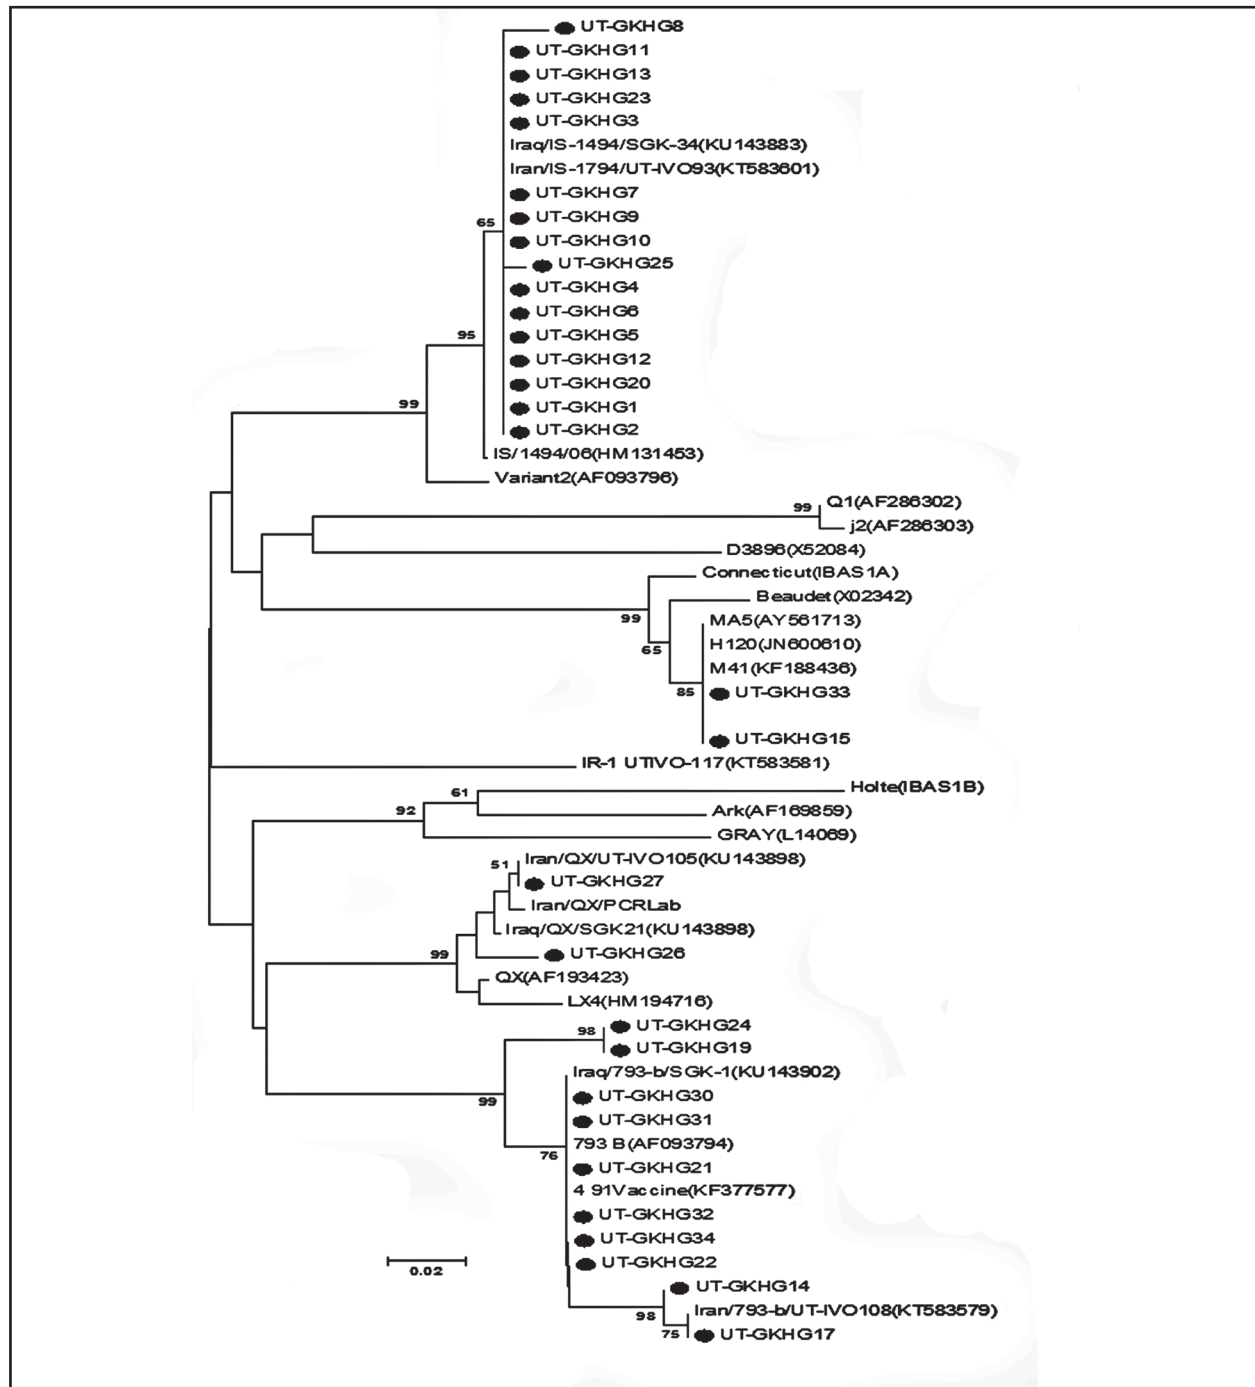 UT-GKHG8
UT-GKHG11
UT-GKHG13
UT-GKHG23
UT-GKHG3
Iraq/IS-1494/SGK-34(KU143883)
Iran/IS-1794/UT-IVO93(KT583601)
UT-GKHG7
UT-GKHG9
65
UT-GKHG10
UT-GKHG25
UT-GKHG4
UT-GKHG6
95
UT-GKHG5
UT-GKHG12
UT-GKHG20
99
UT-GKHG1
UT-GKHG2
IS/1494/06(HM131453)
Variant2(AF093796)
99
Q1(AF286302)
j2(AF286303)
D3896(X52084)
Connecticut(IBAS1A)
Beaudet(X02342)
99
MA5(AY561713)
H120(JN600610)
65
M41(KF188436)
85
UT-GKHG33
UT-GKHG15
IR-1 UTIVO-117(KT583581)
61
Holte(IBAS1B)
92
Ark(AF169859)
GRAY(L14069)
51
Iran/QX/UT-IVO105(KU143898)
UT-GKHG27
Iran/QX/PCRLab
Iraq/QX/SGK21(KU143898)
99
UT-GKHG26
QX(AF193423)
LX4(HM194716)
98
UT-GKHG24
UT-GKHG19
Iraq/793-b/SGK-1(KU143902)
99
UT-GKHG30
UT-GKHG31
793 B(AF093794)
76
UT-GKHG21
4 91Vaccine(KF377577)
UT-GKHG32
UT-GKHG34
UT-GKHG22
0.02
UT-GKHG14
98
Iran/793-b/UT-IVO108(KT583579)
75
UT-GKHG17